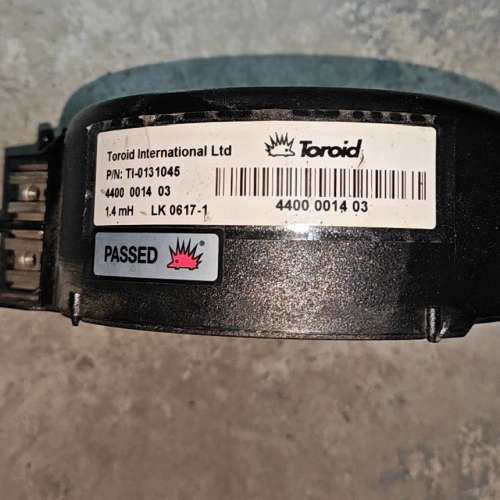 Toroid International Ltd
Toroid
P/N: TI-0131045
4400 0014 03
1.4 mH LK 0617-1
4400 0014 03
PASSED ®